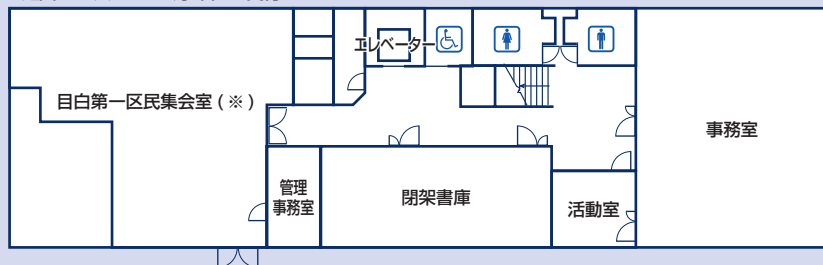 エレベーター
目白第一区民集会室(※)
事務室
管理
事務室
閉架書庫
活動室